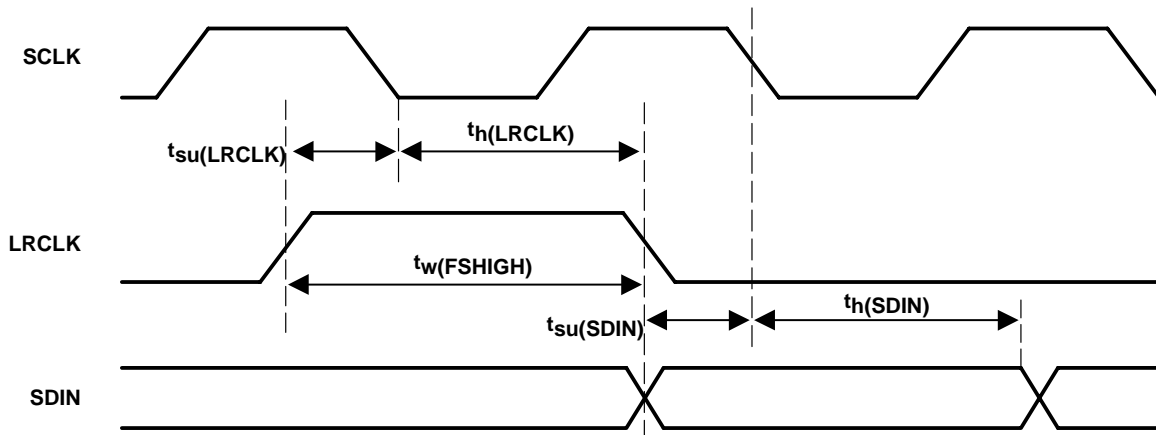 SCLK
tsu(LRCLK)
th(LRCLK)
LRCLK
tw(FSHIGH)
tsu(SDIN)
th(SDIN)
SDIN